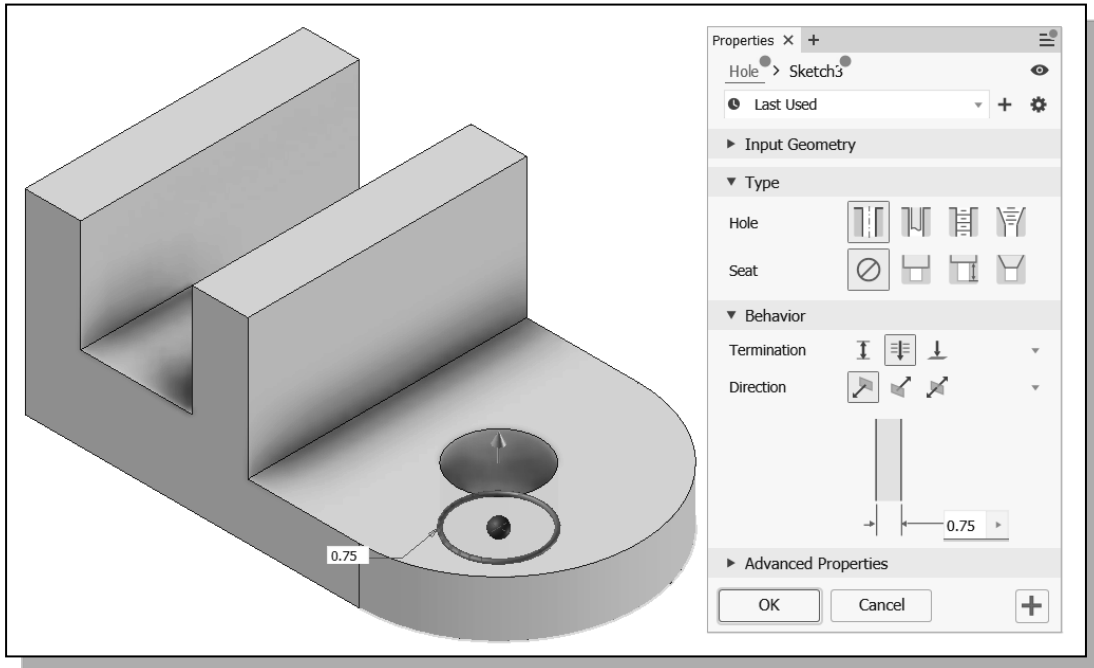 Properties × +
Hole > Sketch3
Last Used
Input Geometry
Type
Hole
Seat
Behavior
Termination
Direction
0.75
Advanced Properties
OK Cancel
0.75